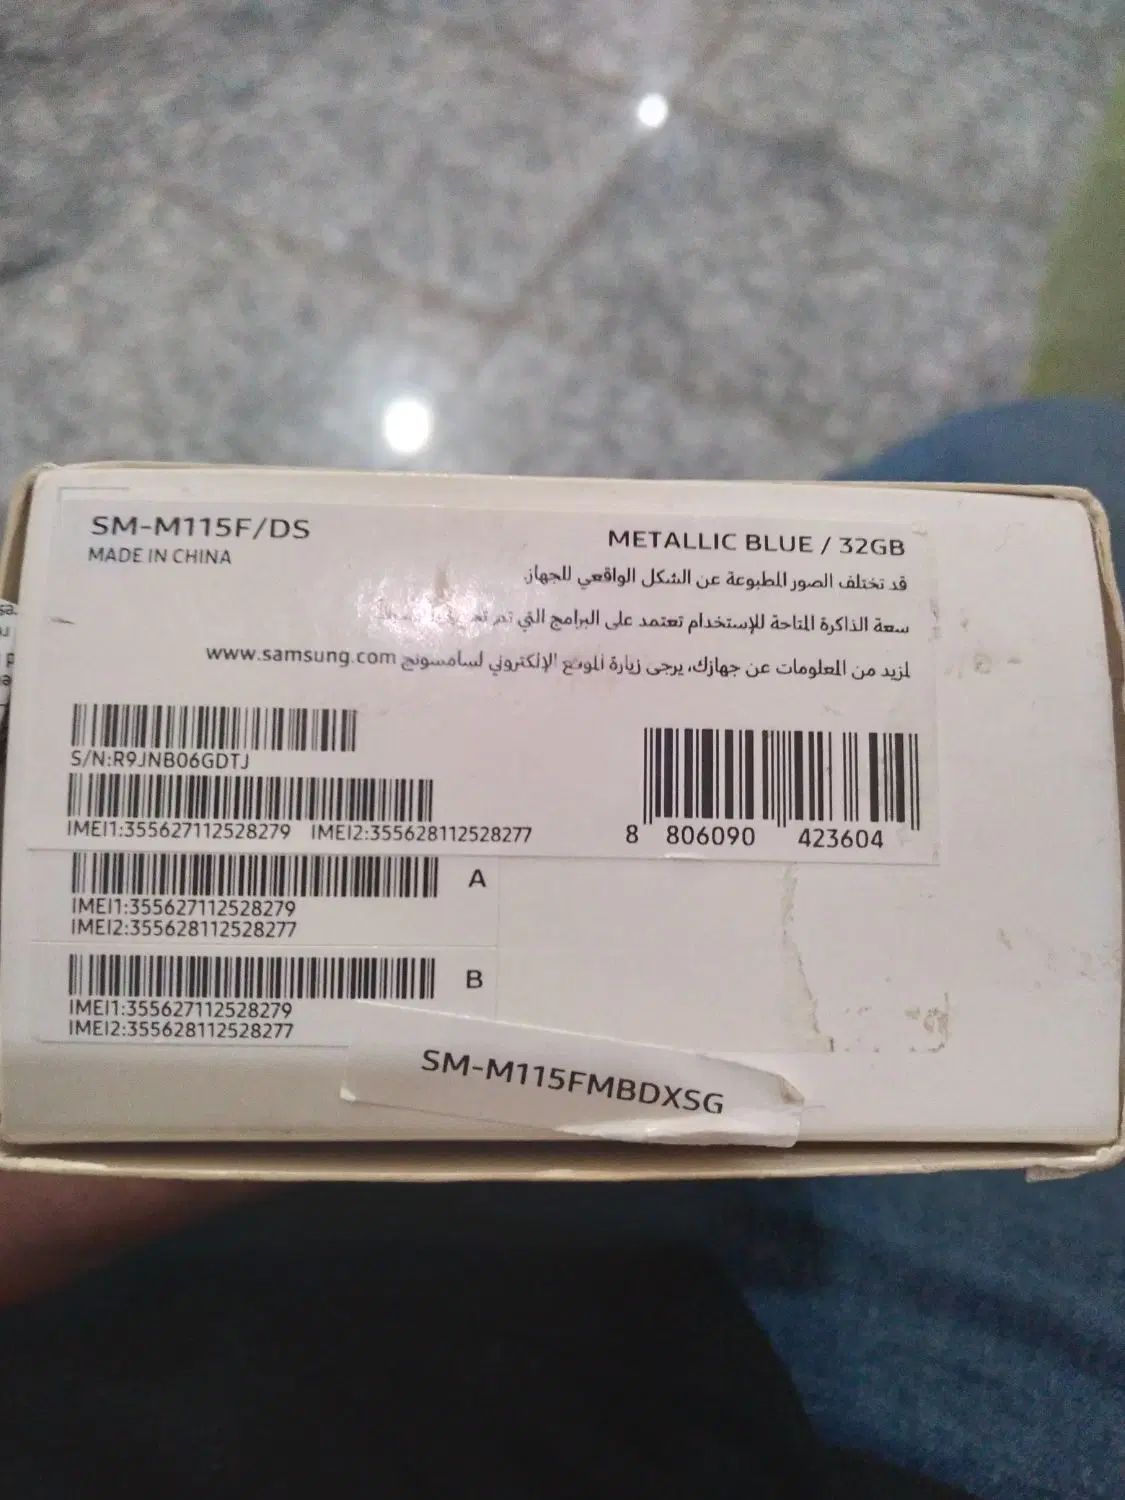 SM-M115F/DS
MADE IN CHINA
METALLIC BLUE / 32GB
قد تختلف الصور المطبوعة عن الشكل الواقعي للجهاز.
سعة الذاكرة المتاحة للإستخدام تعتمد على البرامج التي تم
لمزيد من المعلومات عن جهازك، يرجى زيارة الموقع الإلكتروني لسامسونج www.samsung.com
S/N:R9JNB06GDTJ
IMEI1:355627112528279 IMEI2:355628112528277
8 806090 423604
A
IMEI1:355627112528279
IMEI2:355628112528277
B
IMEI1:355627112528279
IMEI2:355628112528277
SM-M115FMBDXSG